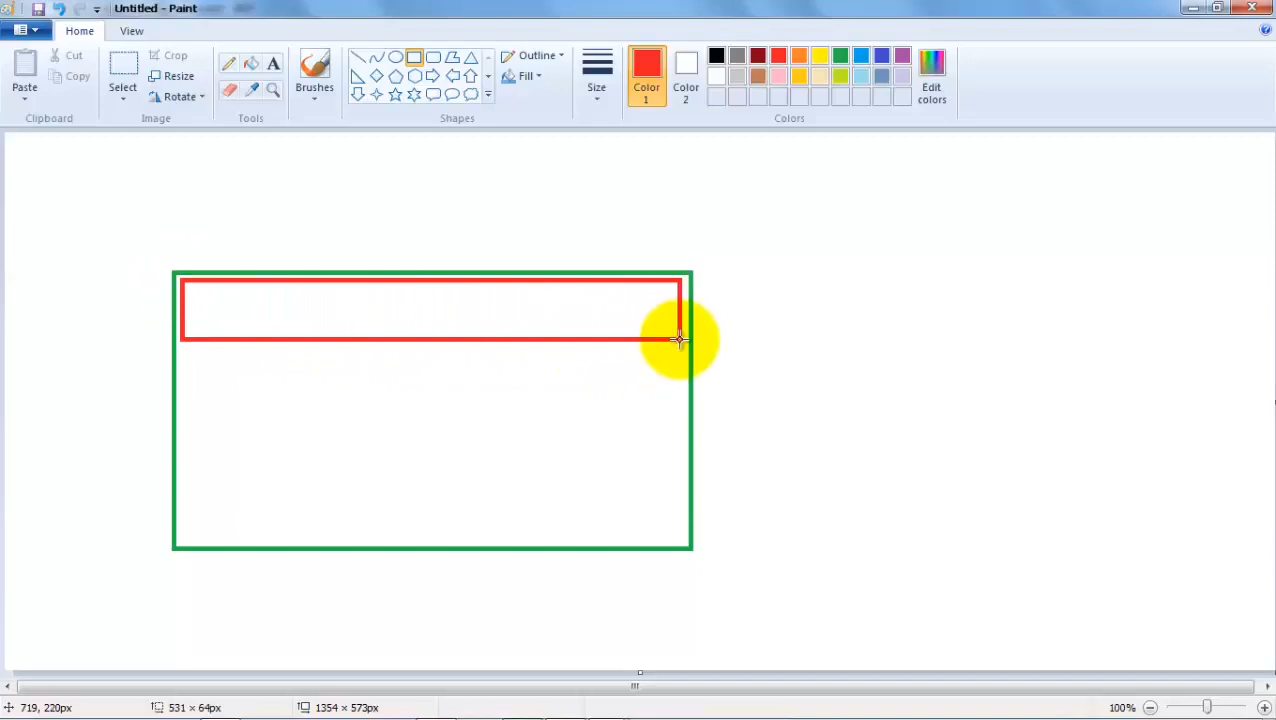 Untitled - Paint
Home View
Paste
Cut
Copy
Clipboard
Select
Crop
Resize
Rotate
Image
A
Tools
Brushes
Outline
Fill
Shapes
Size
Color 1
Color 2
Edit colors
Colors
719, 220px
531 × 64px
1354 × 573px
100%